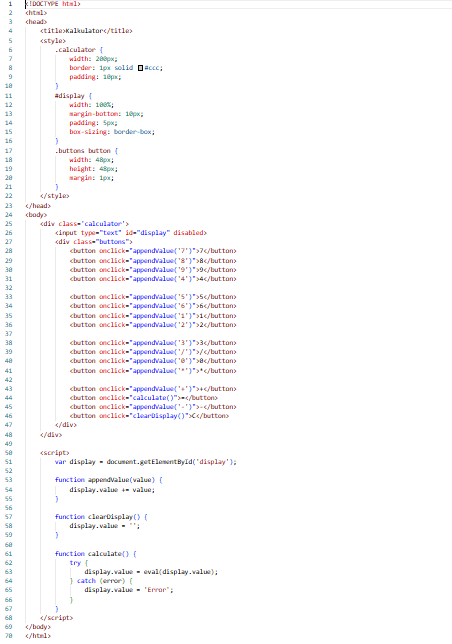 1 <!DOCTYPE html>
2 <html>
3 <head>
4 <title>Kalkulator</title>
5 <style>
6 .calculator {
7 width: 200px;
8 border: 1px solid #ccc;
9 padding: 10px;
10 }
11 #display {
12 width: 100%;
13 margin-bottom: 10px;
14 padding: 5px;
15 box-sizing: border-box;
16 }
17 .buttons button {
18 width: 48px;
19 height: 48px;
20 margin: 1px;
21 }
22 </style>
23 </head>
24 <body>
25 <div class='calculator'>
26 <input type="text" id="display" disabled>
27 <div class="buttons">
28 <button onclick="appendValue('7')">7</button>
29 <button onclick="appendValue('8')">8</button>
30 <button onclick="appendValue('9')">9</button>
31 <button onclick="appendValue('4')">4</button>
32
33 <button onclick="appendValue('5')">5</button>
34 <button onclick="appendValue('6')">6</button>
35 <button onclick="appendValue('1')">1</button>
36 <button onclick="appendValue('2')">2</button>
37
38 <button onclick="appendValue('3')">3</button>
39 <button onclick="appendValue('/')">/</button>
40 <button onclick="appendValue('0')">0</button>
41 <button onclick="appendValue('*')">*</button>
42
43 <button onclick="appendValue('+')">+</button>
44 <button onclick="calculate()">=</button>
45 <button onclick="appendValue('-')">-</button>
46 <button onclick="clearDisplay()">C</button>
47 </div>
48 </div>
49
50 <script>
51 var display = document.getElementById('display');
52
53 function appendValue(value) {
54 display.value += value;
55 }
56
57 function clearDisplay() {
58 display.value = '';
59 }
60
61 function calculate() {
62 try {
63 display.value = eval(display.value);
64 } catch (error) {
65 display.value = 'Error';
66 }
67 }
68 </script>
69 </body>
70 </html>